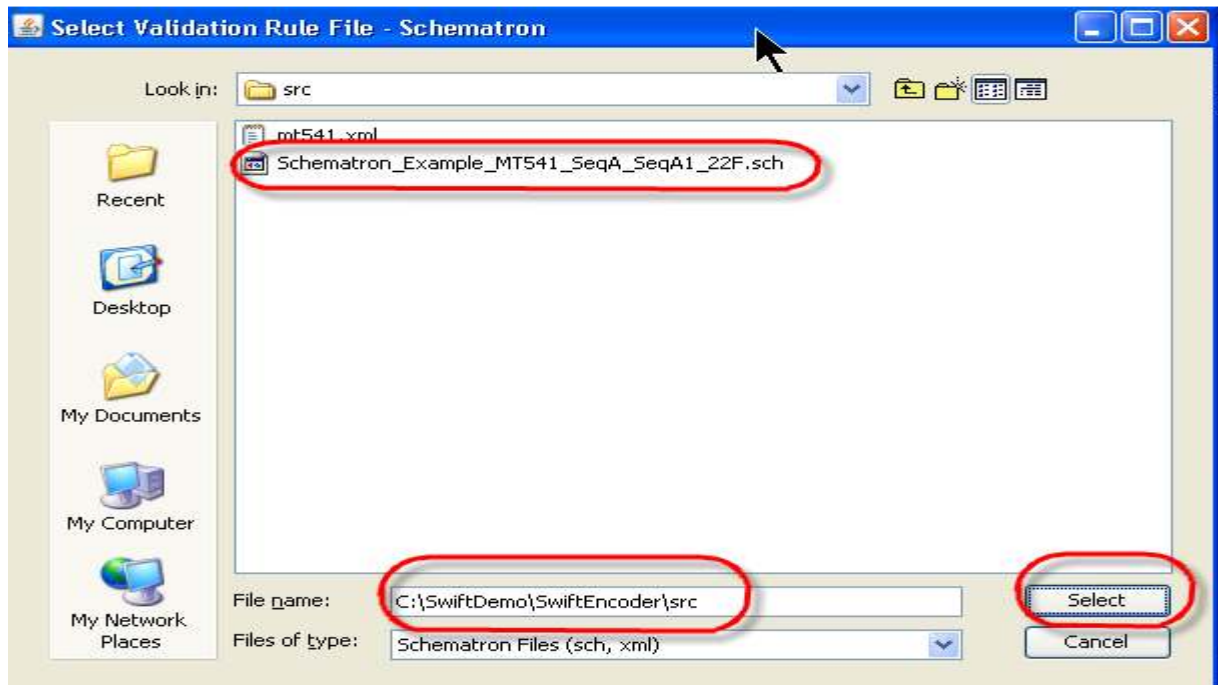 Select Validation Rule File - Schematron
Look in: src
mt541.xml
Schematron_Example_MT541_SeqA_SeqA1_22F.sch
Recent
Desktop
My Documents
My Computer
My Network
Places
File name: C:\SwiftDemo\SwiftEncoder\src
Select
Files of type: Schematron Files (sch, xml)
Cancel